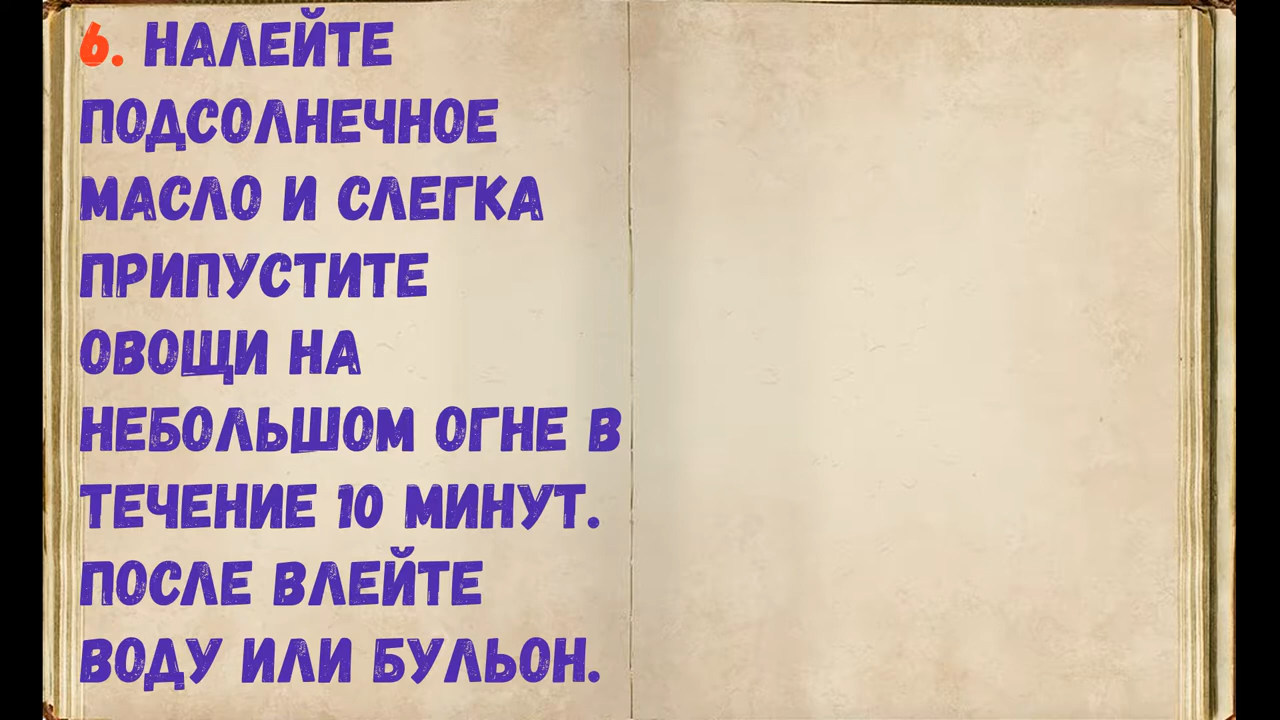 6. НАЛЕЙТЕ
ПОДСОЛНЕЧНОЕ
МАСЛО И СЛЕГКА
ПРИПУСТИТЕ
ОВОЩИ НА
НЕБОЛЬШОМ ОГНЕ В
ТЕЧЕНИЕ 10 МИНУТ.
ПОСЛЕ ВЛЕЙТЕ
ВОДУ ИЛИ БУЛЬОН.